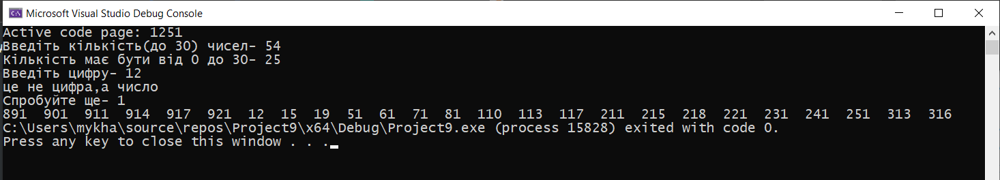 Microsoft Visual Studio Debug Console
Active code page: 1251
Введіть кількість(до 30) чисел- 54
Кількість має бути від 0 до 30- 25
Введіть цифру- 12
це не цифра,а число
Спробуйте ще- 1
891 901 911 914 917 921 12 15 19 51 61 71 81 110 113 117 211 215 218 221 231 241 251 313 316
C:\Users\mykha\source\repos\Project9\x64\Debug\Project9.exe (process 15828) exited with code 0.
Press any key to close this window . . .